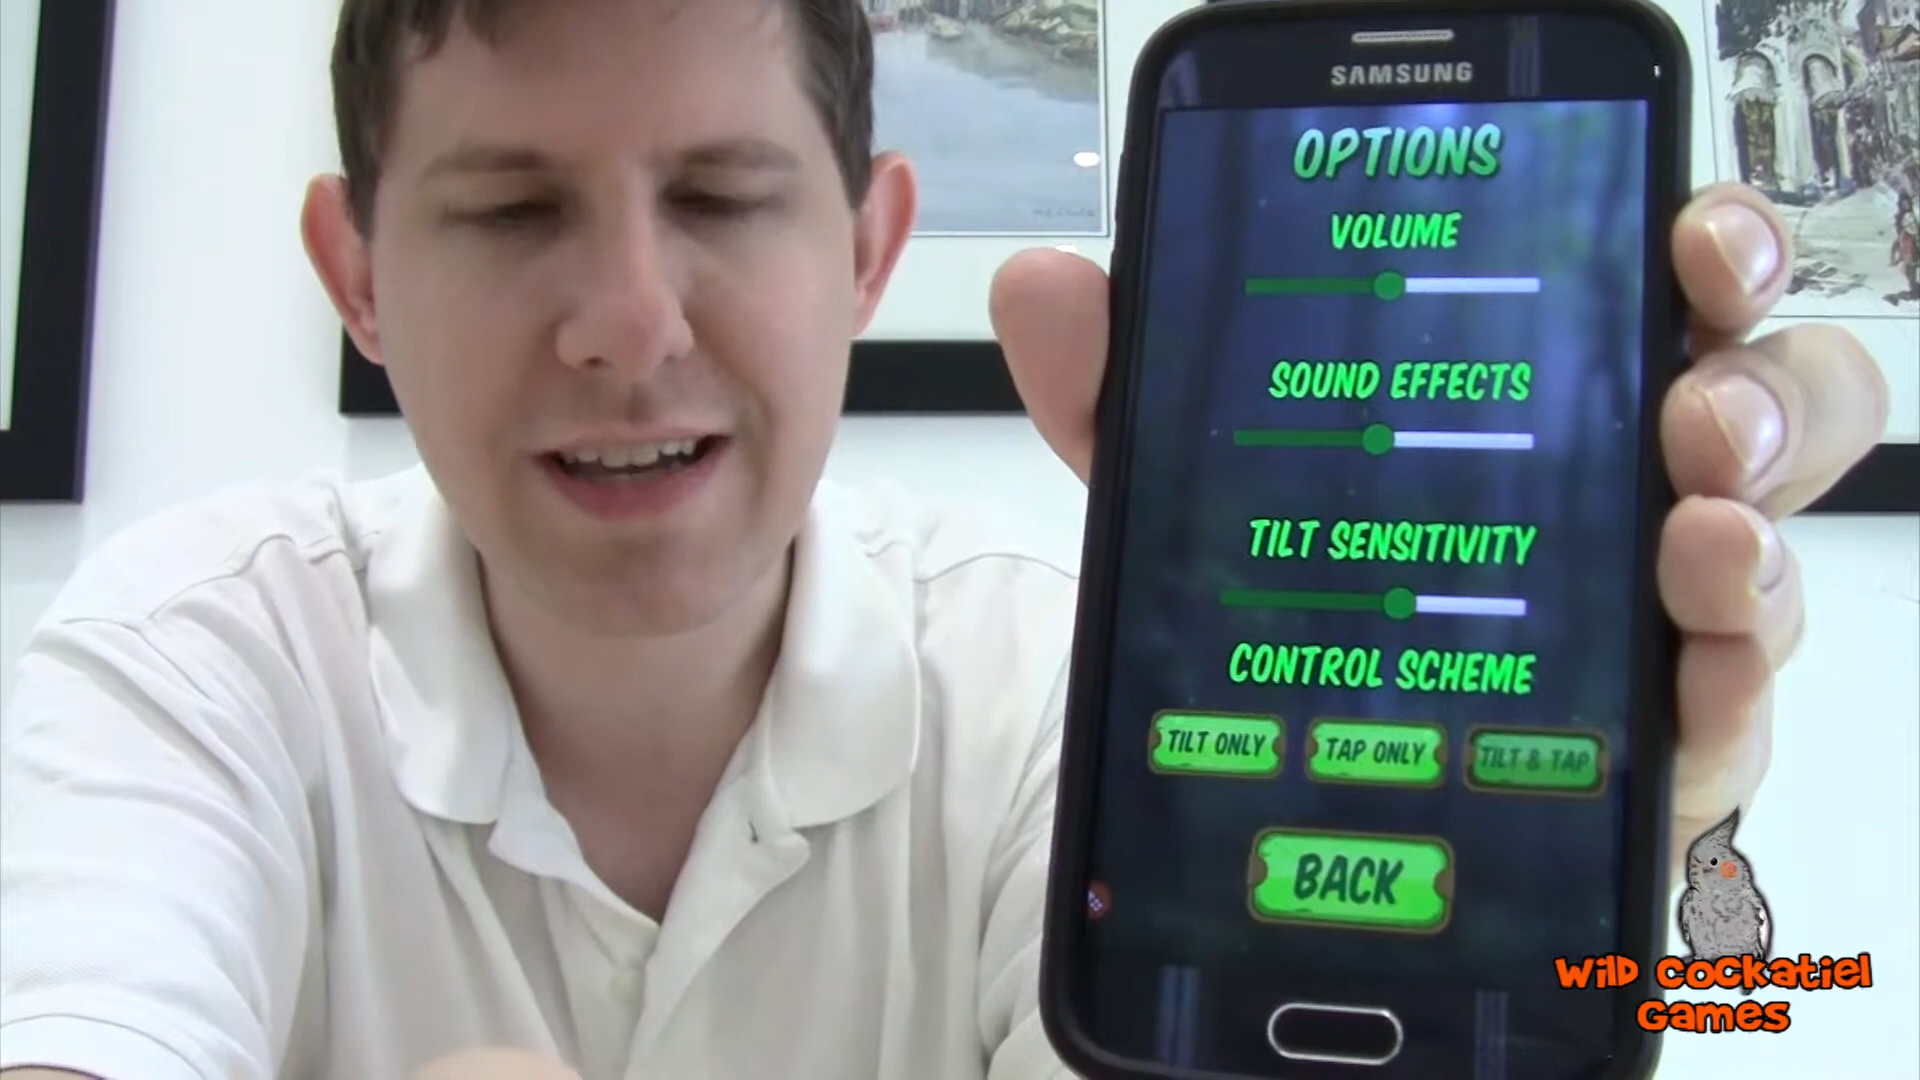 SAMSUNG
OPTIONS
VOLUME
SOUND EFFECTS
TILT SENSITIVITY
CONTROL SCHEME
TILT ONLY TAP ONLY TILT & TAP
BACK
WilD cockatiel
Games